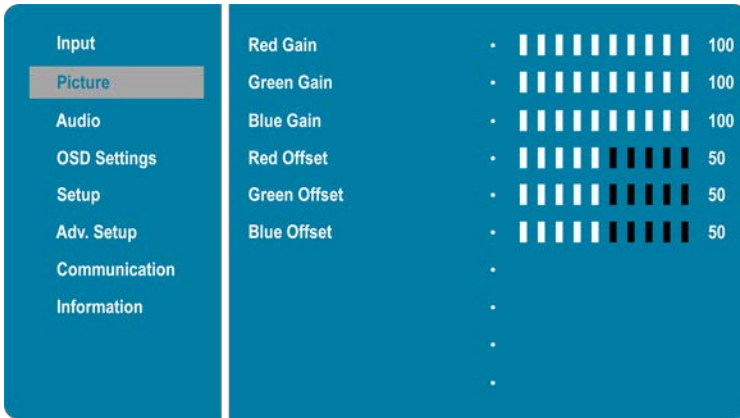 Input
Picture
Audio
OSD Settings
Setup
Adv. Setup
Communication
Information
Red Gain 100
Green Gain 100
Blue Gain 100
Red Offset 50
Green Offset 50
Blue Offset 50